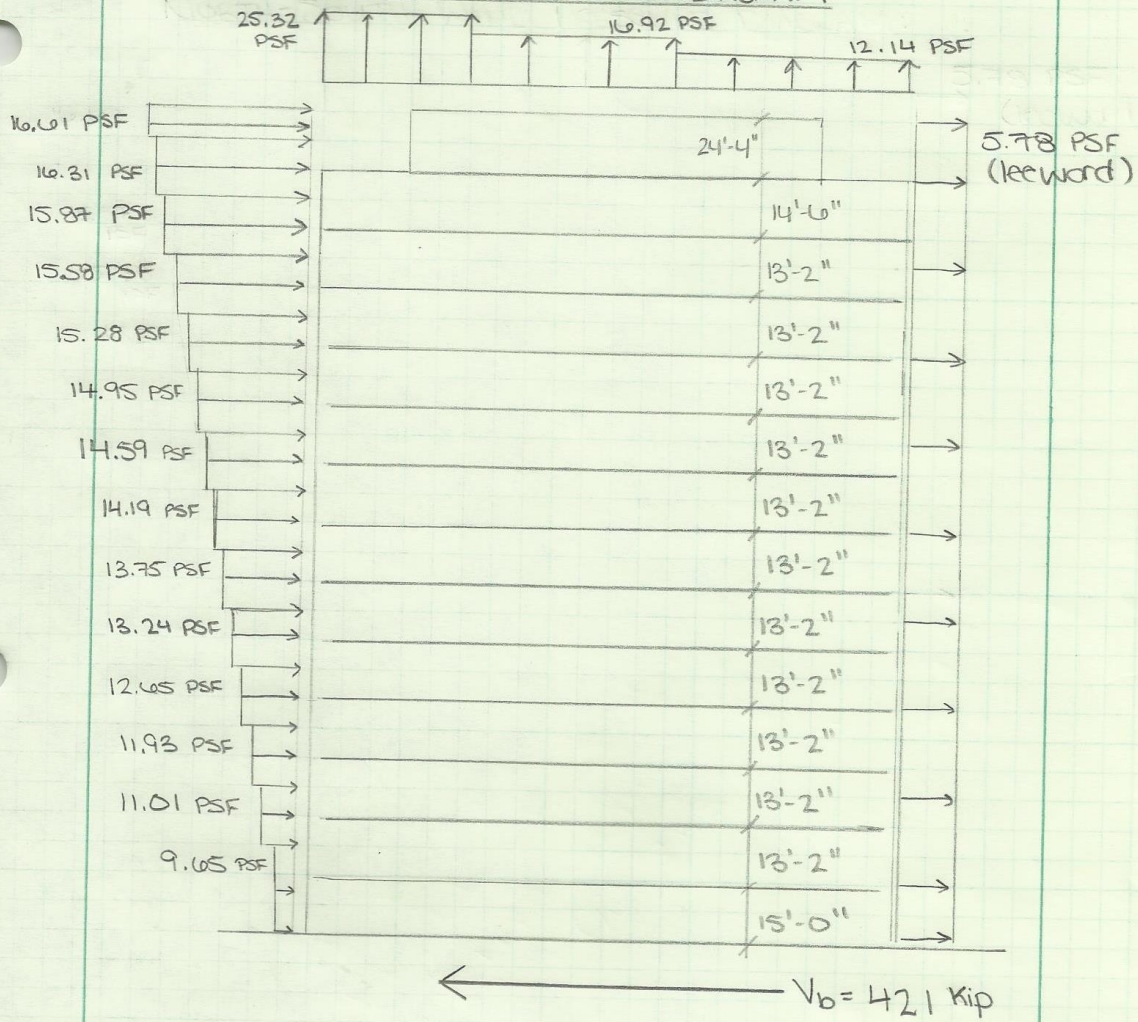 25.32
PSF
16.92 PSF
12.14 PSF
16.61 PSF
24'-4"
5.78 PSF
(leeward)
16.31 PSF
15.87 PSF
14'-6"
15.58 PSF
13'-2"
15.28 PSF
13'-2"
14.95 PSF
13'-2"
14.59 PSF
13'-2"
14.19 PSF
13'-2"
13.75 PSF
13'-2"
13.24 PSF
13'-2"
12.65 PSF
13'-2"
11.93 PSF
13'-2"
11.01 PSF
13'-2"
9.65 PSF
13'-2"
15'-0"
Vb = 421 Kip